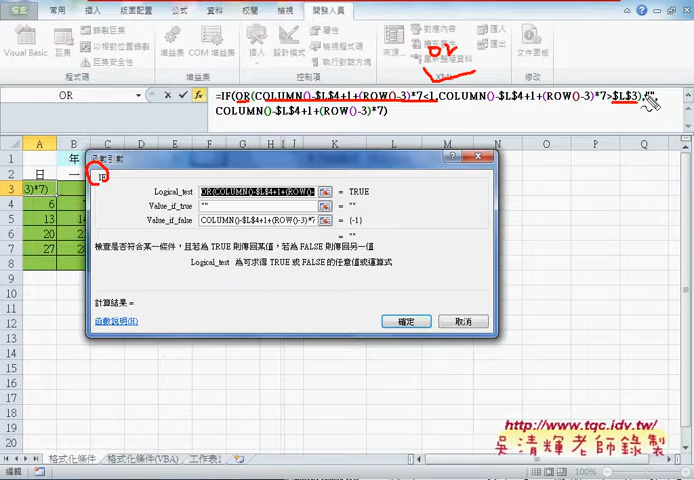 檔案 常用 插入 版面配置 公式 資料 校閱 檢視 開發人員
Visual Basic 巨集 錄製巨集 以相對位置錄製 巨集安全性 增益集 COM 增益集 插入 設計模式 屬性 檢視程式碼 執行對話方塊 來源... 對應內容 重新整理資料 匯入 匯出 文件面板
or
程式碼 增益集 控制項 XML 修改
OR =IF(OR(COLUMN()-$L$4+1+(ROW()-3)*7<1,COLUMN()-$L$4+1+(ROW()-3)*7>$L$3),"",
COLUMN()-$L$4+1+(ROW()-3)*7)
A B C D E F G H I J K L M N O P Q
1 年
2 日 一
3 3)*7)
4 6 7
5 13 14
6 20 21
7 27 28
8
9
10
11
12
13
14
15
16
17
18
19
20
函數引數
IF
Logical_test OR(COLUMN()-$L$4+1+(ROW()- = TRUE
Value_if_true "" = ""
Value_if_false COLUMN()-$L$4+1+(ROW()-3)*7 = {-1}
= ""
檢查是否符合某一條件，且若為 TRUE 則傳回某值，若為 FALSE 則傳回另一值
Logical_test 為可求得 TRUE 或 FALSE 的任意值或運算式
計算結果 =
函數說明(H) 確定 取消
http://www.tqc.idv.tw/
吳清輝老師錄製
格式化條件 格式化條件(VBA) 工作表1
編輯 100%